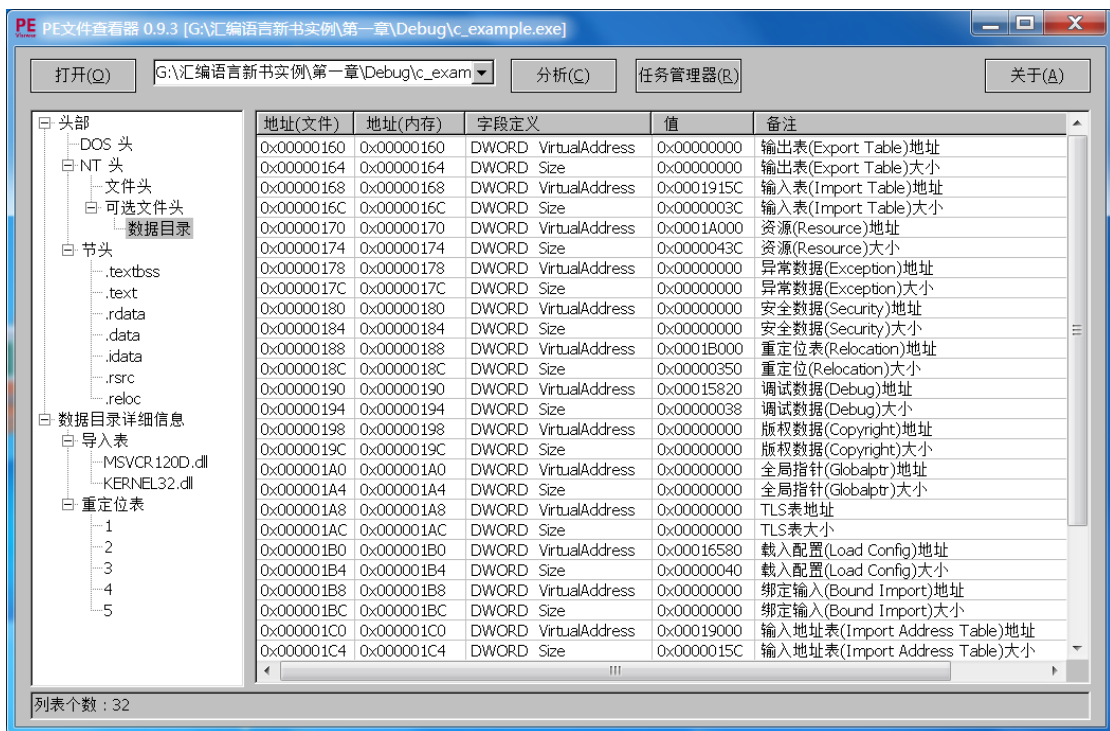 PE PE文件查看器 0.9.3 [G:\汇编语言新书实例\第一章\Debug\c_example.exe]
打开(O) G:\汇编语言新书实例\第一章\Debug\c_exam 分析(C) 任务管理器(R) 关于(A)
头部
DOS 头
NT 头
文件头
可选文件头
数据目录
节头
.textbss
.text
.rdata
.data
.idata
.rsrc
.reloc
数据目录详细信息
导入表
MSVCR120D.dll
KERNEL32.dll
重定位表
1
2
3
4
5
地址(文件) 地址(内存) 字段定义 值 备注
0x00000160 0x00000160 DWORD VirtualAddress 0x00000000 输出表(Export Table)地址
0x00000164 0x00000164 DWORD Size 0x00000000 输出表(Export Table)大小
0x00000168 0x00000168 DWORD VirtualAddress 0x0001915C 输入表(Import Table)地址
0x0000016C 0x0000016C DWORD Size 0x0000003C 输入表(Import Table)大小
0x00000170 0x00000170 DWORD VirtualAddress 0x0001A000 资源(Resource)地址
0x00000174 0x00000174 DWORD Size 0x0000043C 资源(Resource)大小
0x00000178 0x00000178 DWORD VirtualAddress 0x00000000 异常数据(Exception)地址
0x0000017C 0x0000017C DWORD Size 0x00000000 异常数据(Exception)大小
0x00000180 0x00000180 DWORD VirtualAddress 0x00000000 安全数据(Security)地址
0x00000184 0x00000184 DWORD Size 0x00000000 安全数据(Security)大小
0x00000188 0x00000188 DWORD VirtualAddress 0x0001B000 重定位表(Relocation)地址
0x0000018C 0x0000018C DWORD Size 0x00000350 重定位(Relocation)大小
0x00000190 0x00000190 DWORD VirtualAddress 0x00015820 调试数据(Debug)地址
0x00000194 0x00000194 DWORD Size 0x00000038 调试数据(Debug)大小
0x00000198 0x00000198 DWORD VirtualAddress 0x00000000 版权数据(Copyright)地址
0x0000019C 0x0000019C DWORD Size 0x00000000 版权数据(Copyright)大小
0x000001A0 0x000001A0 DWORD VirtualAddress 0x00000000 全局指针(Globalptr)地址
0x000001A4 0x000001A4 DWORD Size 0x00000000 全局指针(Globalptr)大小
0x000001A8 0x000001A8 DWORD VirtualAddress 0x00000000 TLS表地址
0x000001AC 0x000001AC DWORD Size 0x00000000 TLS表大小
0x000001B0 0x000001B0 DWORD VirtualAddress 0x00016580 载入配置(Load Config)地址
0x000001B4 0x000001B4 DWORD Size 0x00000040 载入配置(Load Config)大小
0x000001B8 0x000001B8 DWORD VirtualAddress 0x00000000 绑定输入(Bound Import)地址
0x000001BC 0x000001BC DWORD Size 0x00000000 绑定输入(Bound Import)大小
0x000001C0 0x000001C0 DWORD VirtualAddress 0x00019000 输入地址表(Import Address Table)地址
0x000001C4 0x000001C4 DWORD Size 0x0000015C 输入地址表(Import Address Table)大小
列表个数 : 32